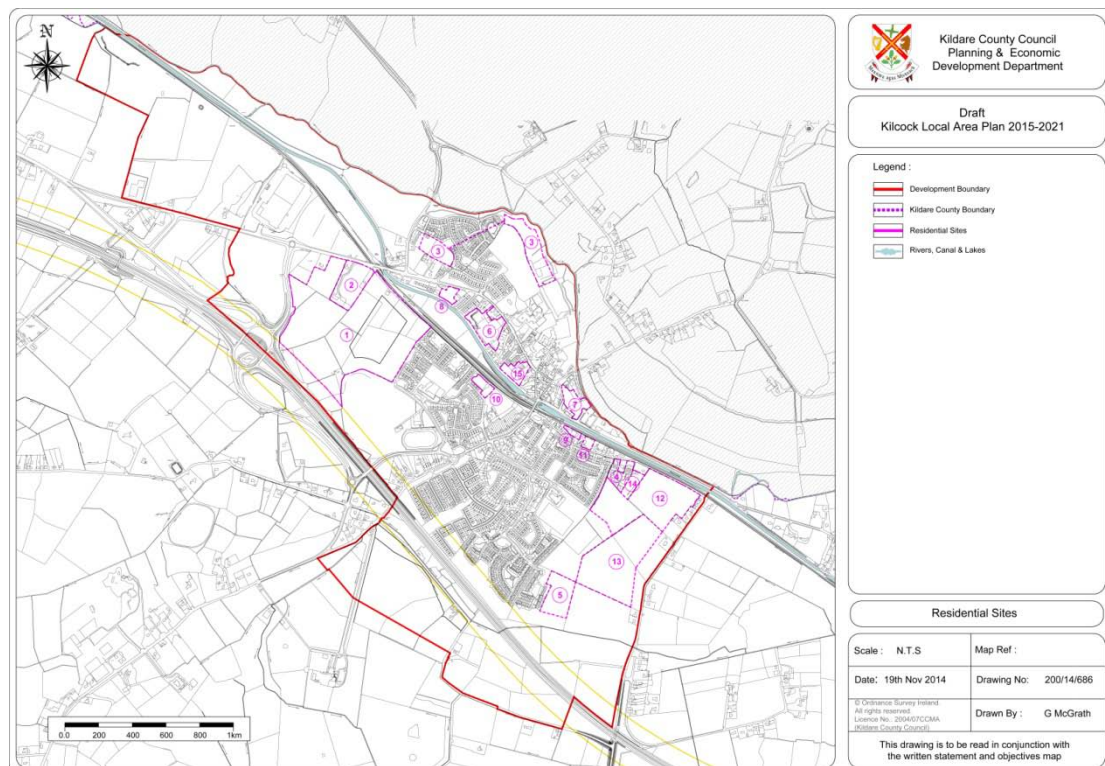 N
Kildare County Council
Planning & Economic
Development Department
Draft
Kilcock Local Area Plan 2015-2021
Legend :
Development Boundary
Kildare County Boundary
Residential Sites
Rivers, Canal & Lakes
3
3
2
8
1
6
15
10
7
9
11
4
14
12
13
5
0.0 200 400 600 800 1km
Residential Sites
Scale : N.T.S
Map Ref :
Date: 19th Nov 2014
Drawing No: 200/14/686
© Ordnance Survey Ireland
All rights reserved
Licence No.: 2004/07CCMA
(Kildare County Council)
Drawn By : G McGrath
This drawing is to be read in conjunction with
the written statement and objectives map